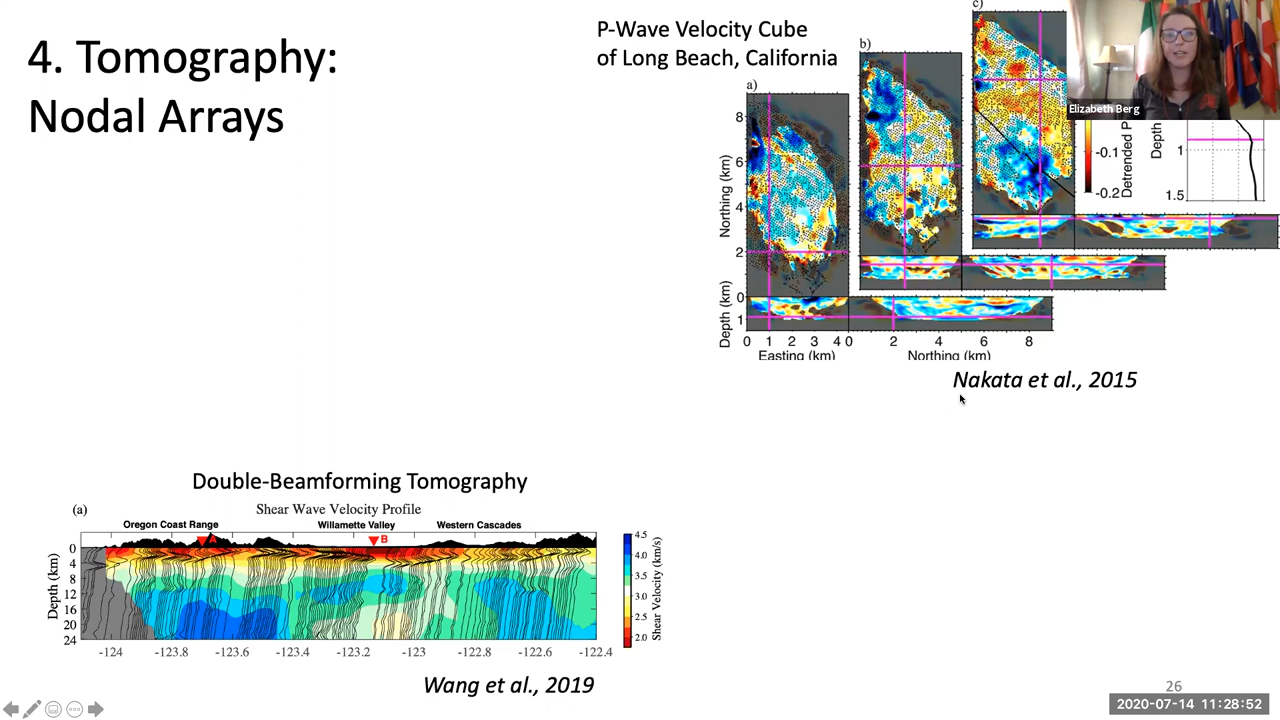 4. Tomography:
Nodal Arrays
P-Wave Velocity Cube
of Long Beach, California
a)
b)
c)
Elizabeth Berg
Northing (km)
8
6
4
2
0
Depth (km)
1
0 1 2 3 4 0 2 4 6 8
Easting (km) Northing (km)
-0.1
-0.2
Detrended P
Depth
1
1.5
Nakata et al., 2015
Double-Beamforming Tomography
(a) Shear Wave Velocity Profile
Oregon Coast Range Willamette Valley Western Cascades
A B
Depth (km)
0
4
8
12
16
20
24
-124 -123.8 -123.6 -123.4 -123.2 -123 -122.8 -122.6 -122.4
4.5
4.0
3.5
3.0
2.5
2.0
Shear Velocity (km/s)
Wang et al., 2019
26
2020-07-14 11:28:52